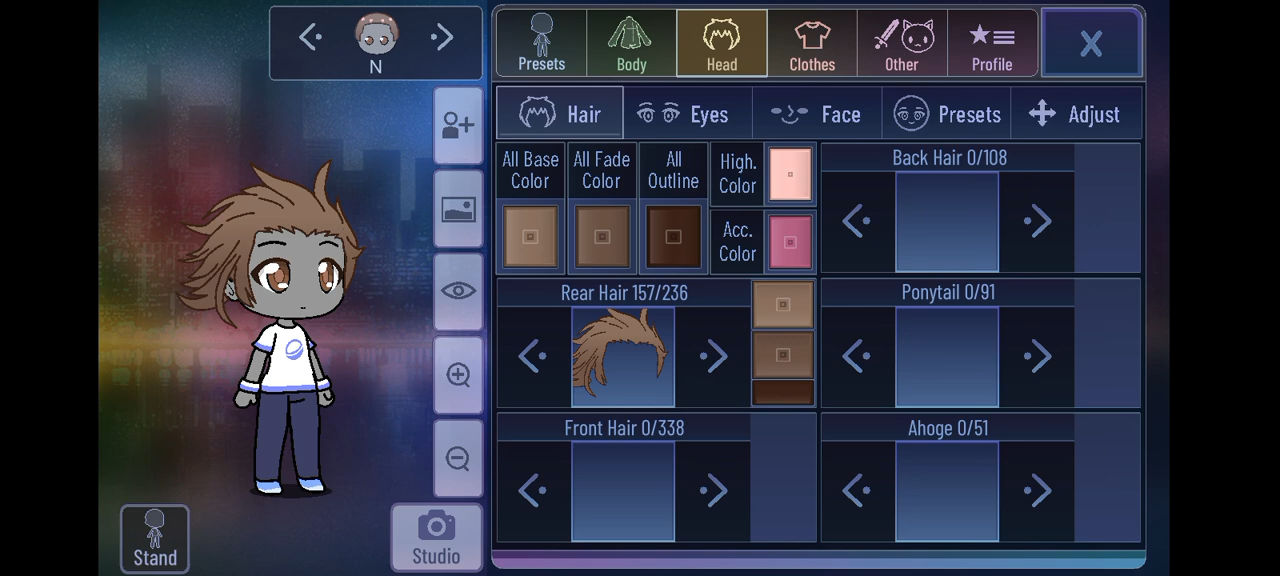 N
Presets
Body
Head
Clothes
Other
Profile
X
Hair
Eyes
Face
Presets
Adjust
All Base
Color
All Fade
Color
All
Outline
High.
Color
Acc.
Color
Back Hair 0/108
Rear Hair 157/236
Ponytail 0/91
Front Hair 0/338
Ahoge 0/51
Stand
Studio